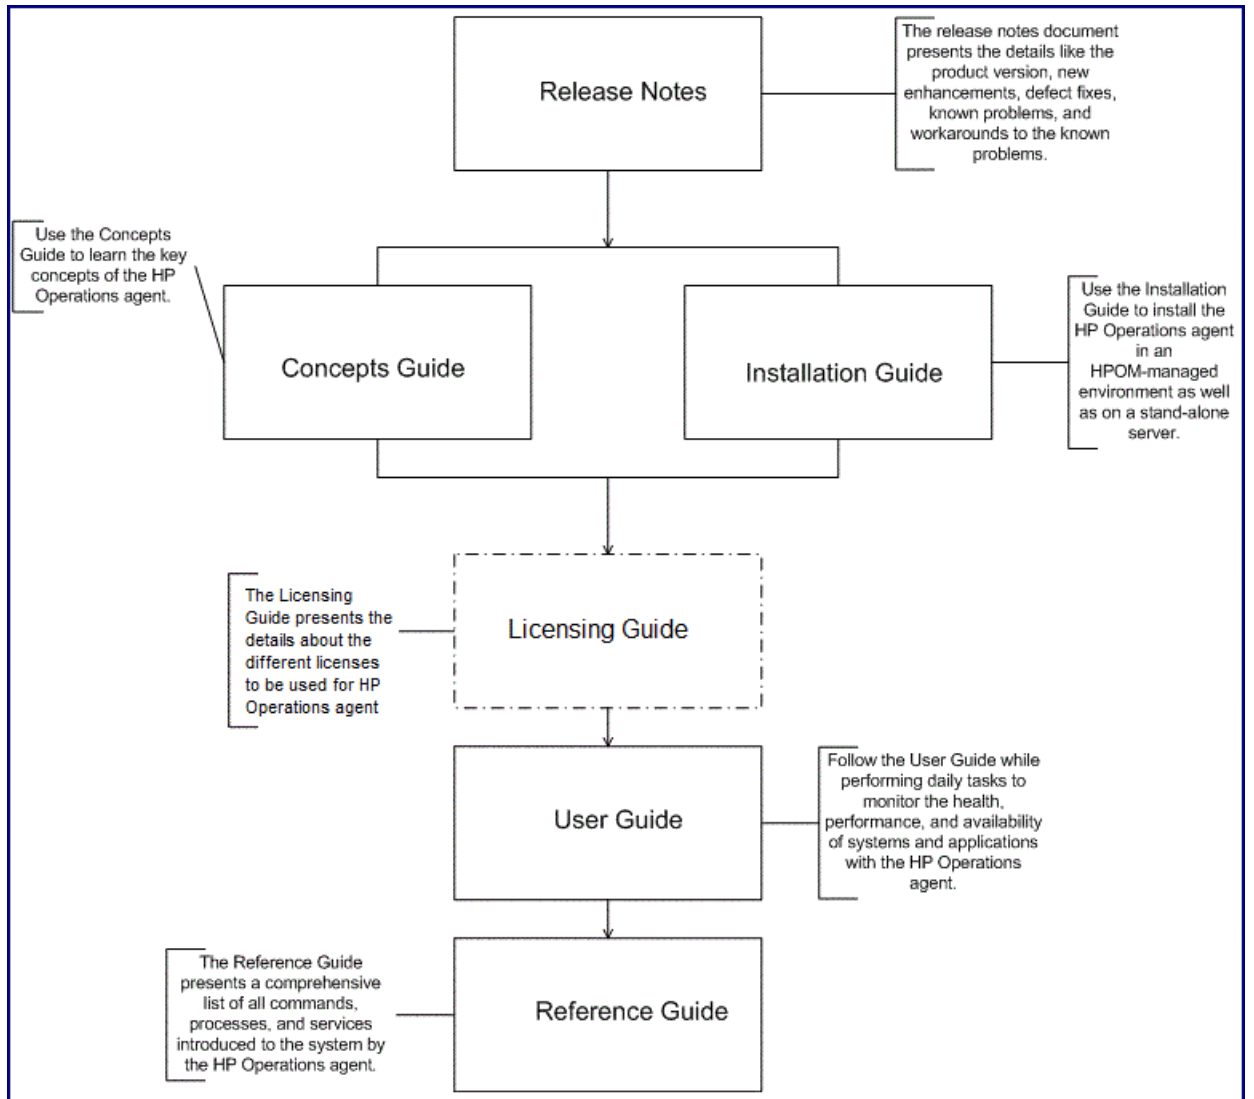 Release Notes
The release notes document
presents the details like the
product version, new
enhancements, defect fixes,
known problems, and
workarounds to the known
problems.
Use the Concepts
Guide to learn the key
concepts of the HP
Operations agent.
Concepts Guide
Installation Guide
Use the Installation
Guide to install the
HP Operations agent
in an
HPOM-managed
environment as well
as on a stand-alone
server.
The Licensing
Guide presents the
details about the
different licenses
to be used for HP
Operations agent
Licensing Guide
User Guide
Follow the User Guide while
performing daily tasks to
monitor the health,
performance, and availability
of systems and applications
with the HP Operations
agent.
The Reference Guide
presents a comprehensive
list of all commands,
processes, and services
introduced to the system by
the HP Operations agent.
Reference Guide